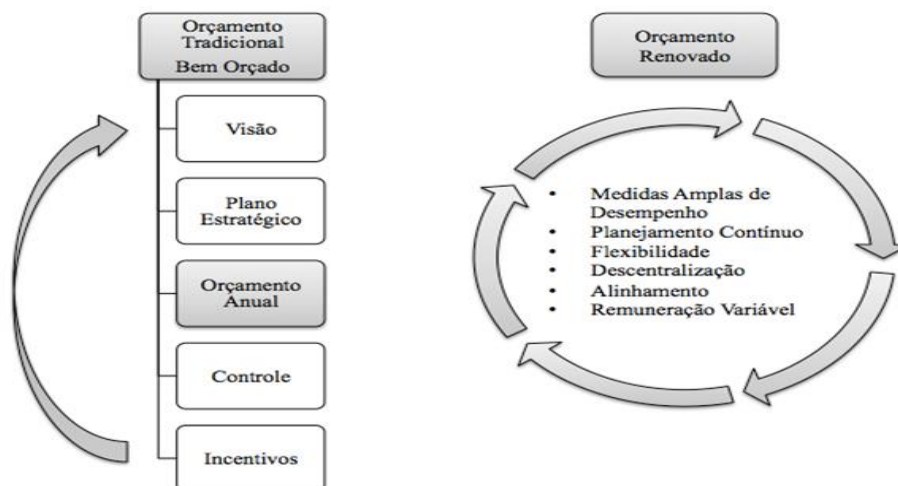 Orçamento
Tradicional
Bem Orçado
Visão
Plano
Estratégico
Orçamento
Anual
Controle
Incentivos
Orçamento
Renovado
• Medidas Amplas de
Desempenho
• Planejamento Contínuo
• Flexibilidade
• Descentralização
• Alinhamento
• Remuneração Variável